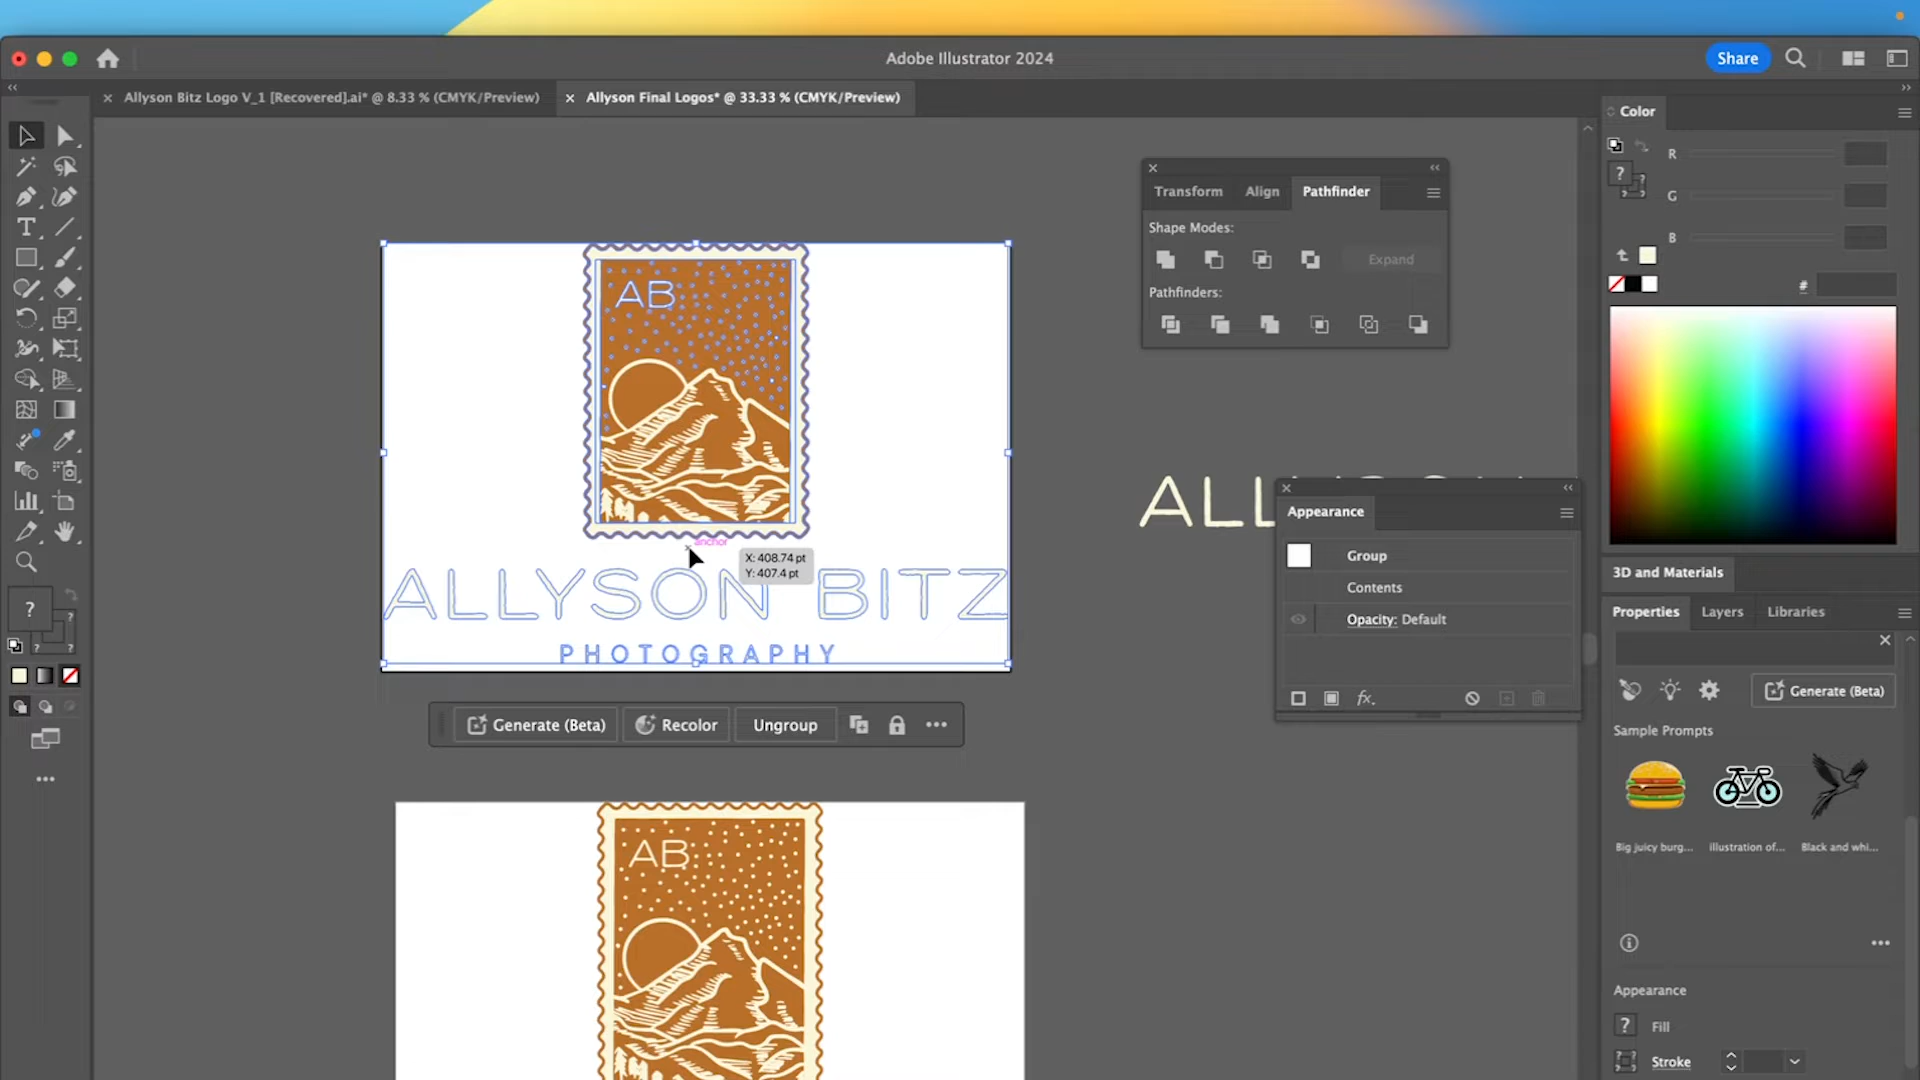 Adobe Illustrator 2024
Share
Allyson Bitz Logo V_1 [Recovered].ai* @ 8.33 % (CMYK/Preview)
Allyson Final Logos* @ 33.33 % (CMYK/Preview)
Color
R
G
B
#
Transform
Align
Pathfinder
Shape Modes:
Expand
Pathfinders:
AB
anchor
X: 408.74 pt
Y: 407.4 pt
ALLYSON BITZ
PHOTOGRAPHY
ALL
Appearance
Group
Contents
Opacity: Default
fx
Generate (Beta)
Recolor
Ungroup
AB
3D and Materials
Properties
Layers
Libraries
Generate (Beta)
Sample Prompts
Big juicy burg...
illustration of...
Black and whi...
Appearance
? Fill
Stroke